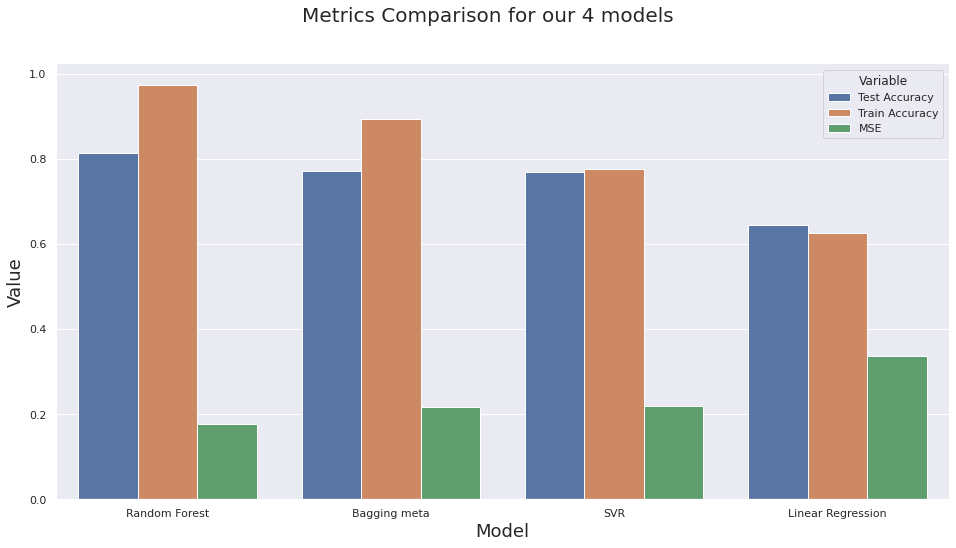 Metrics Comparison for our 4 models
Variable
Test Accuracy
Train Accuracy
MSE
Value
1.0
0.8
0.6
0.4
0.2
0.0
Random Forest
Bagging meta
SVR
Linear Regression
Model